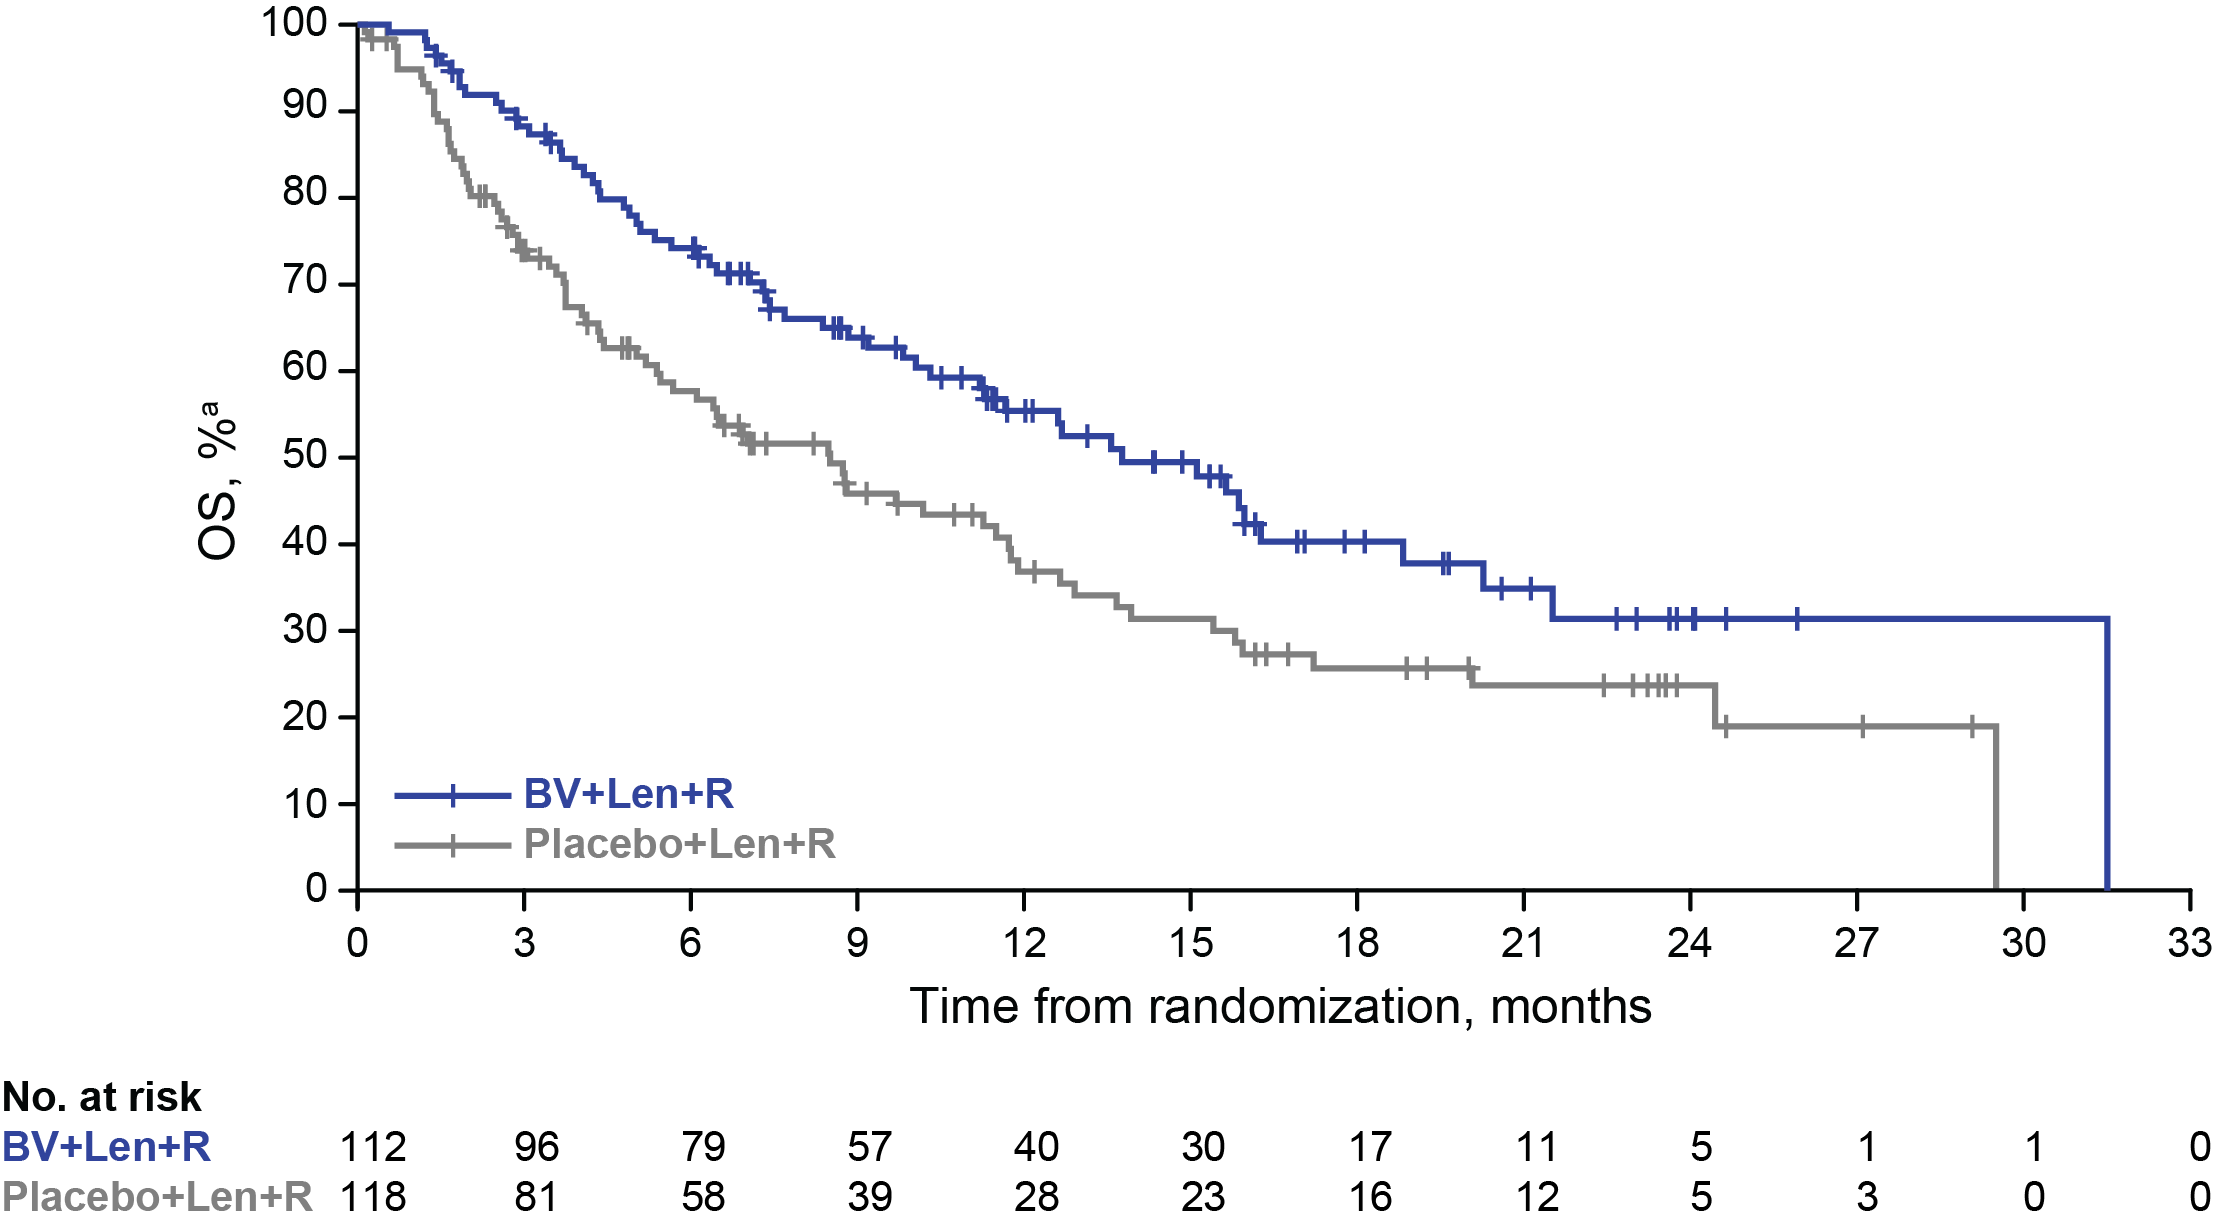 100
90
80
70
60
50
40
30
20
10
0
OS, %ᵃ
BV+Len+R
Placebo+Len+R
0 3 6 9 12 15 18 21 24 27 30 33
Time from randomization, months
No. at risk
BV+Len+R 112 96 79 57 40 30 17 11 5 1 1 0
Placebo+Len+R 118 81 58 39 28 23 16 12 5 3 0 0